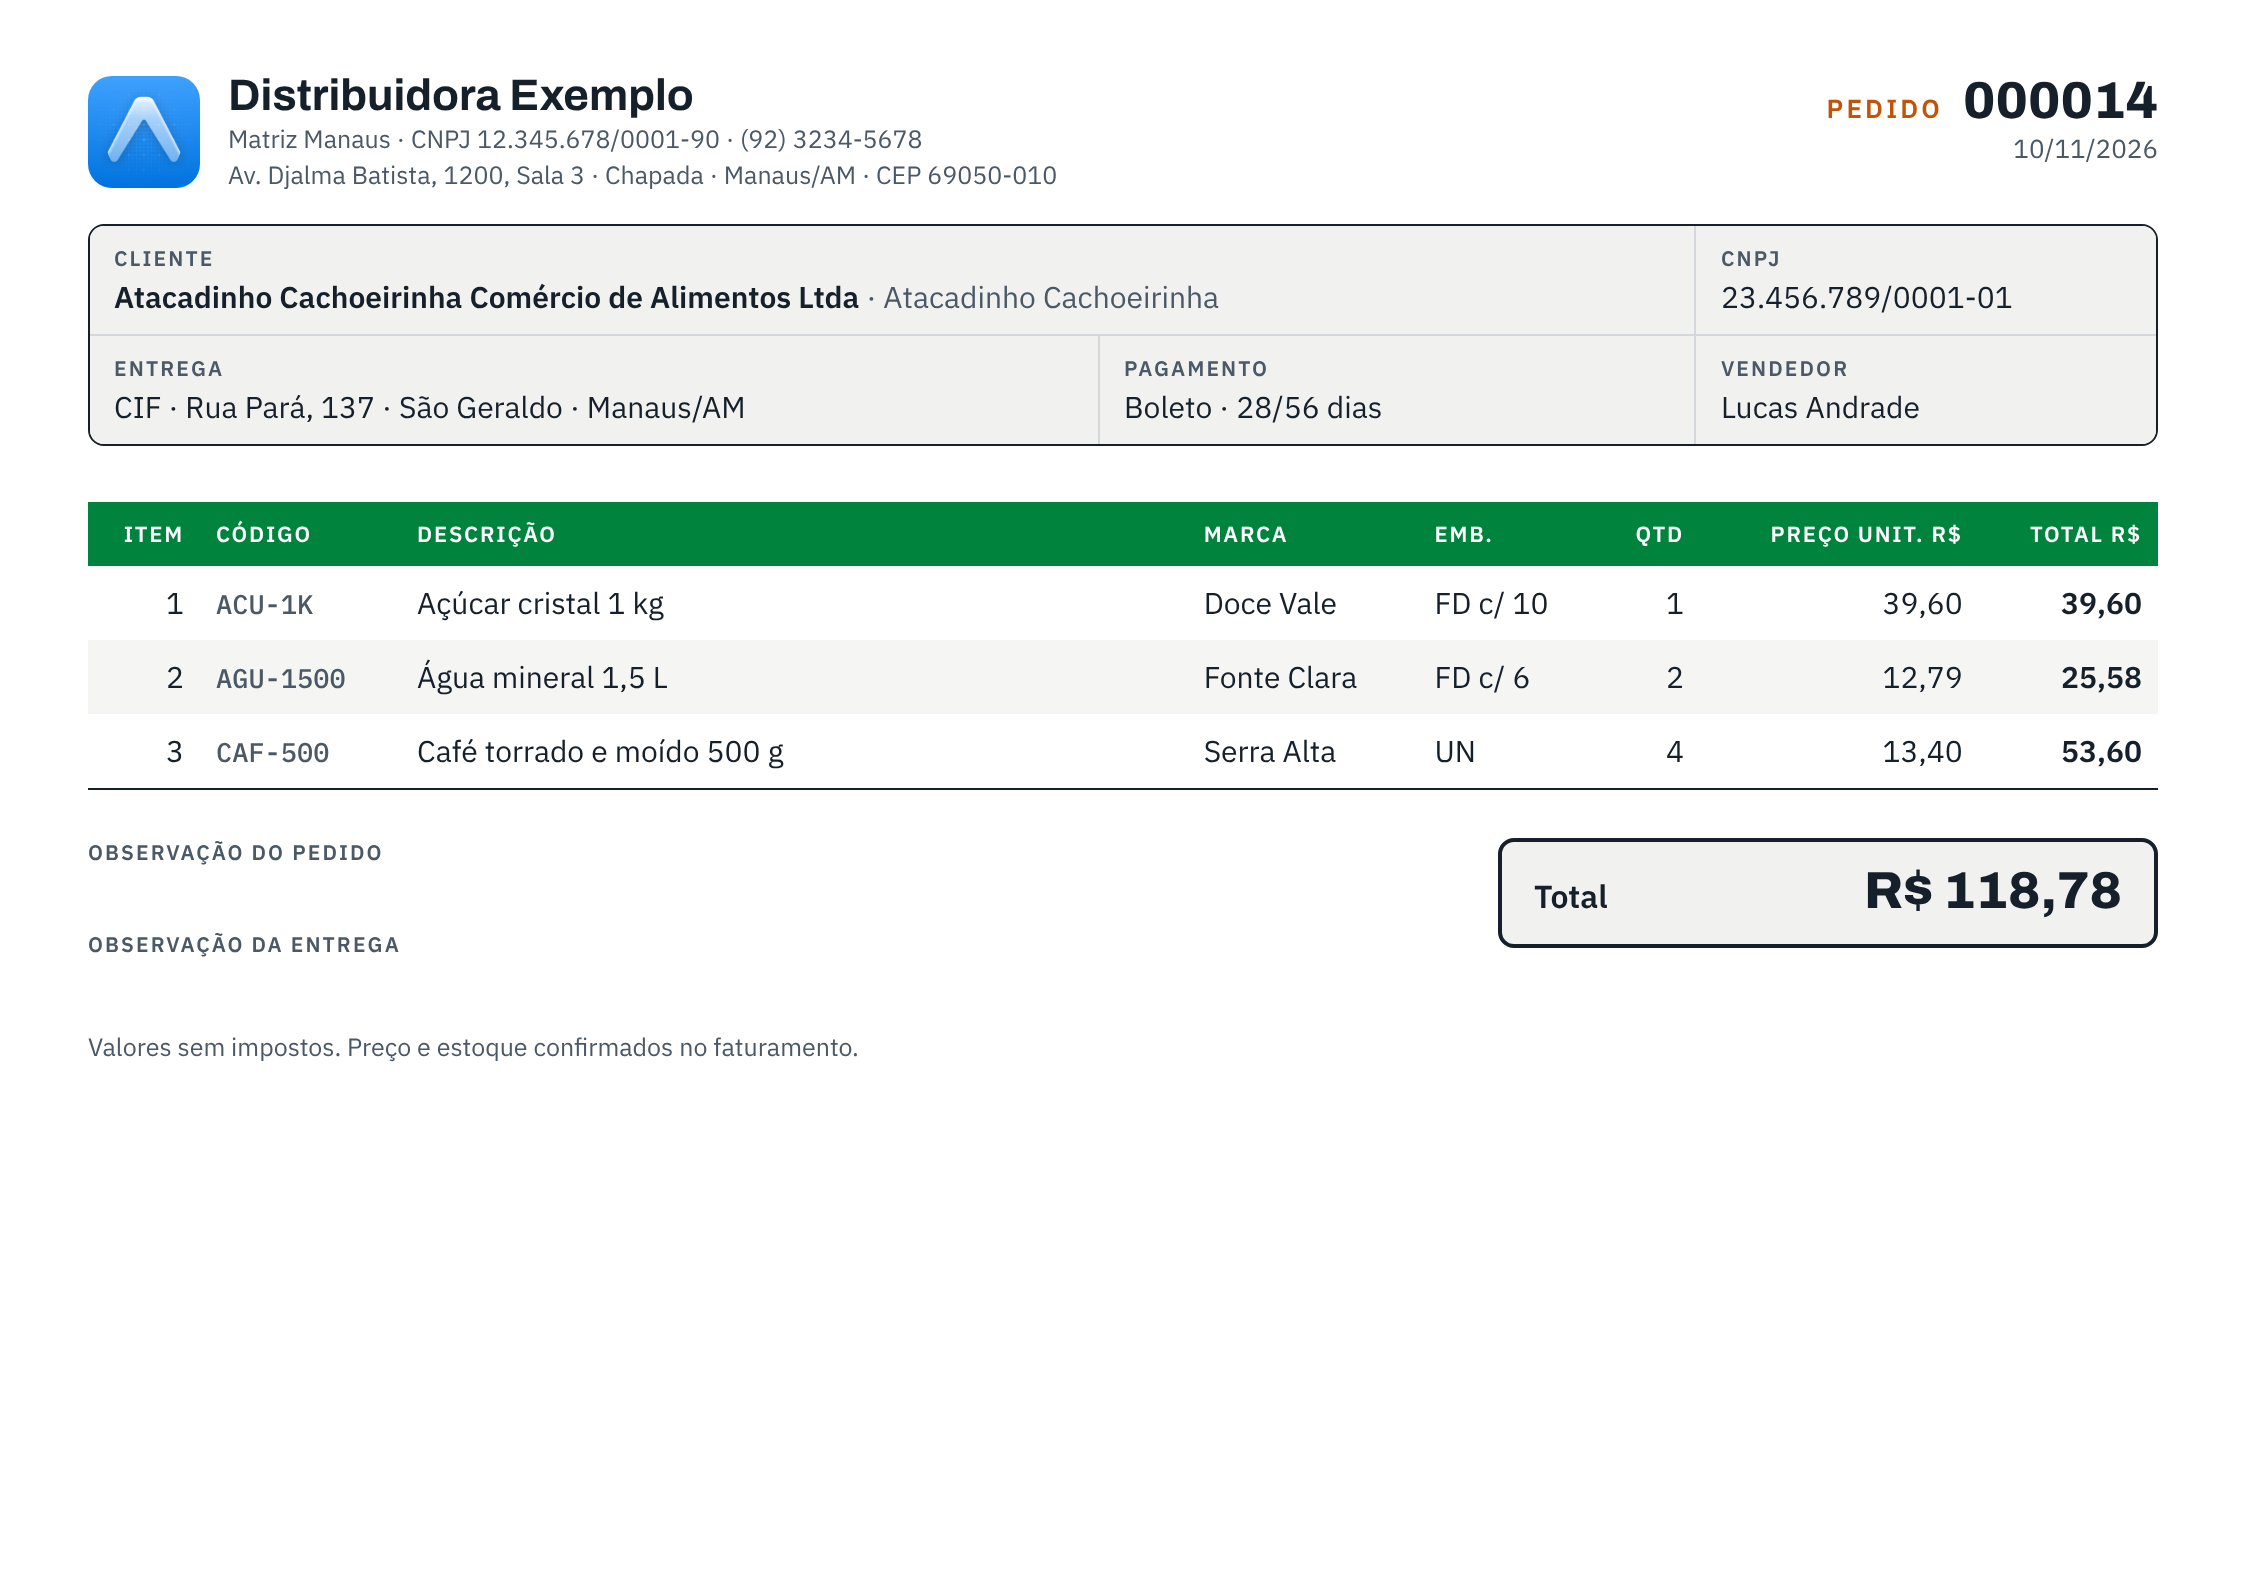 Distribuidora Exemplo
Matriz Manaus · CNPJ 12.345.678/0001-90 · (92) 3234-5678
Av. Djalma Batista, 1200, Sala 3 · Chapada · Manaus/AM · CEP 69050-010
PEDIDO 000014
10/11/2026
CLIENTE
Atacadinho Cachoeirinha Comércio de Alimentos Ltda · Atacadinho Cachoeirinha
CNPJ
23.456.789/0001-01
ENTREGA
CIF · Rua Pará, 137 · São Geraldo · Manaus/AM
PAGAMENTO
Boleto · 28/56 dias
VENDEDOR
Lucas Andrade
ITEM CÓDIGO DESCRIÇÃO MARCA EMB. QTD PREÇO UNIT. R$ TOTAL R$
1 ACU-1K Açúcar cristal 1 kg Doce Vale FD c/ 10 1 39,60 39,60
2 AGU-1500 Água mineral 1,5 L Fonte Clara FD c/ 6 2 12,79 25,58
3 CAF-500 Café torrado e moído 500 g Serra Alta UN 4 13,40 53,60
OBSERVAÇÃO DO PEDIDO
Total R$ 118,78
OBSERVAÇÃO DA ENTREGA
Valores sem impostos. Preço e estoque confirmados no faturamento.